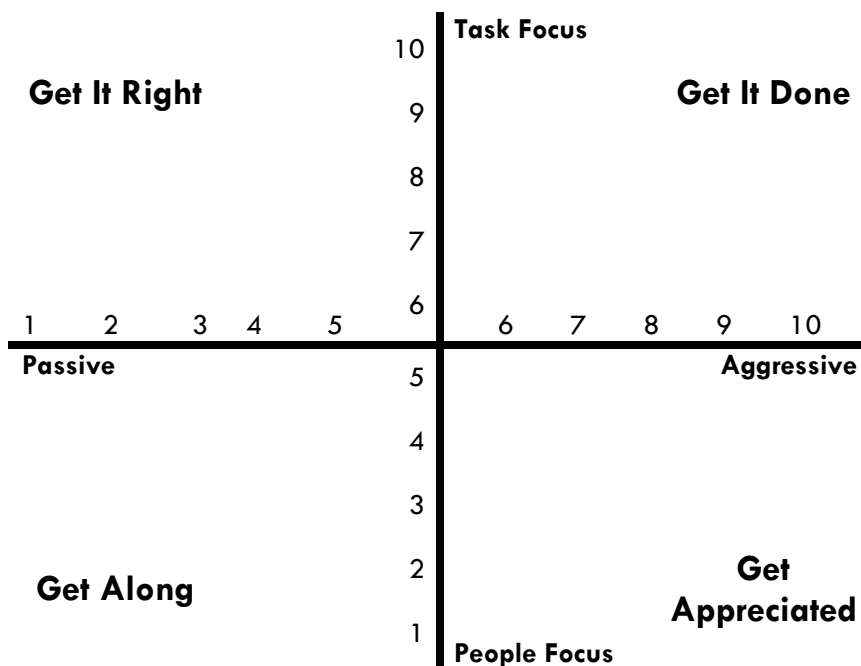 Task Focus
10
Get It Right
Get It Done
9
8
7
6
1 2 3 4 5 6 7 8 9 10
Passive
Aggressive
5
4
3
2
Get Along
Get
Appreciated
1
People Focus